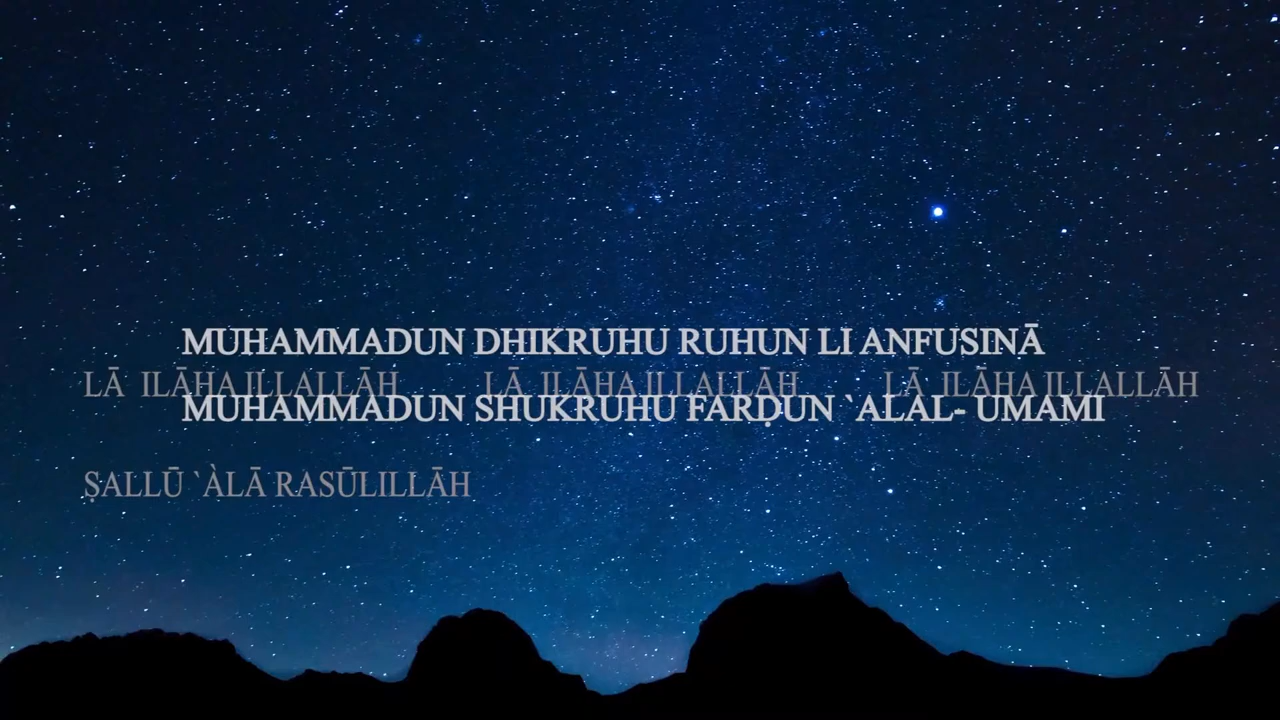 MUHAMMADUN DHIKRUHU RUHUN LI ANFUSINĀ
LĀ ILĀHA ILLALLĀH LĀ ILĀHA ILLALLĀH LĀ ILĀHA ILLALLĀH
MUHAMMADUN SHUKRUHU FARḌUN `ALAL- UMAMI
ṢALLŪ `ÀLĀ RASŪLILLĀH